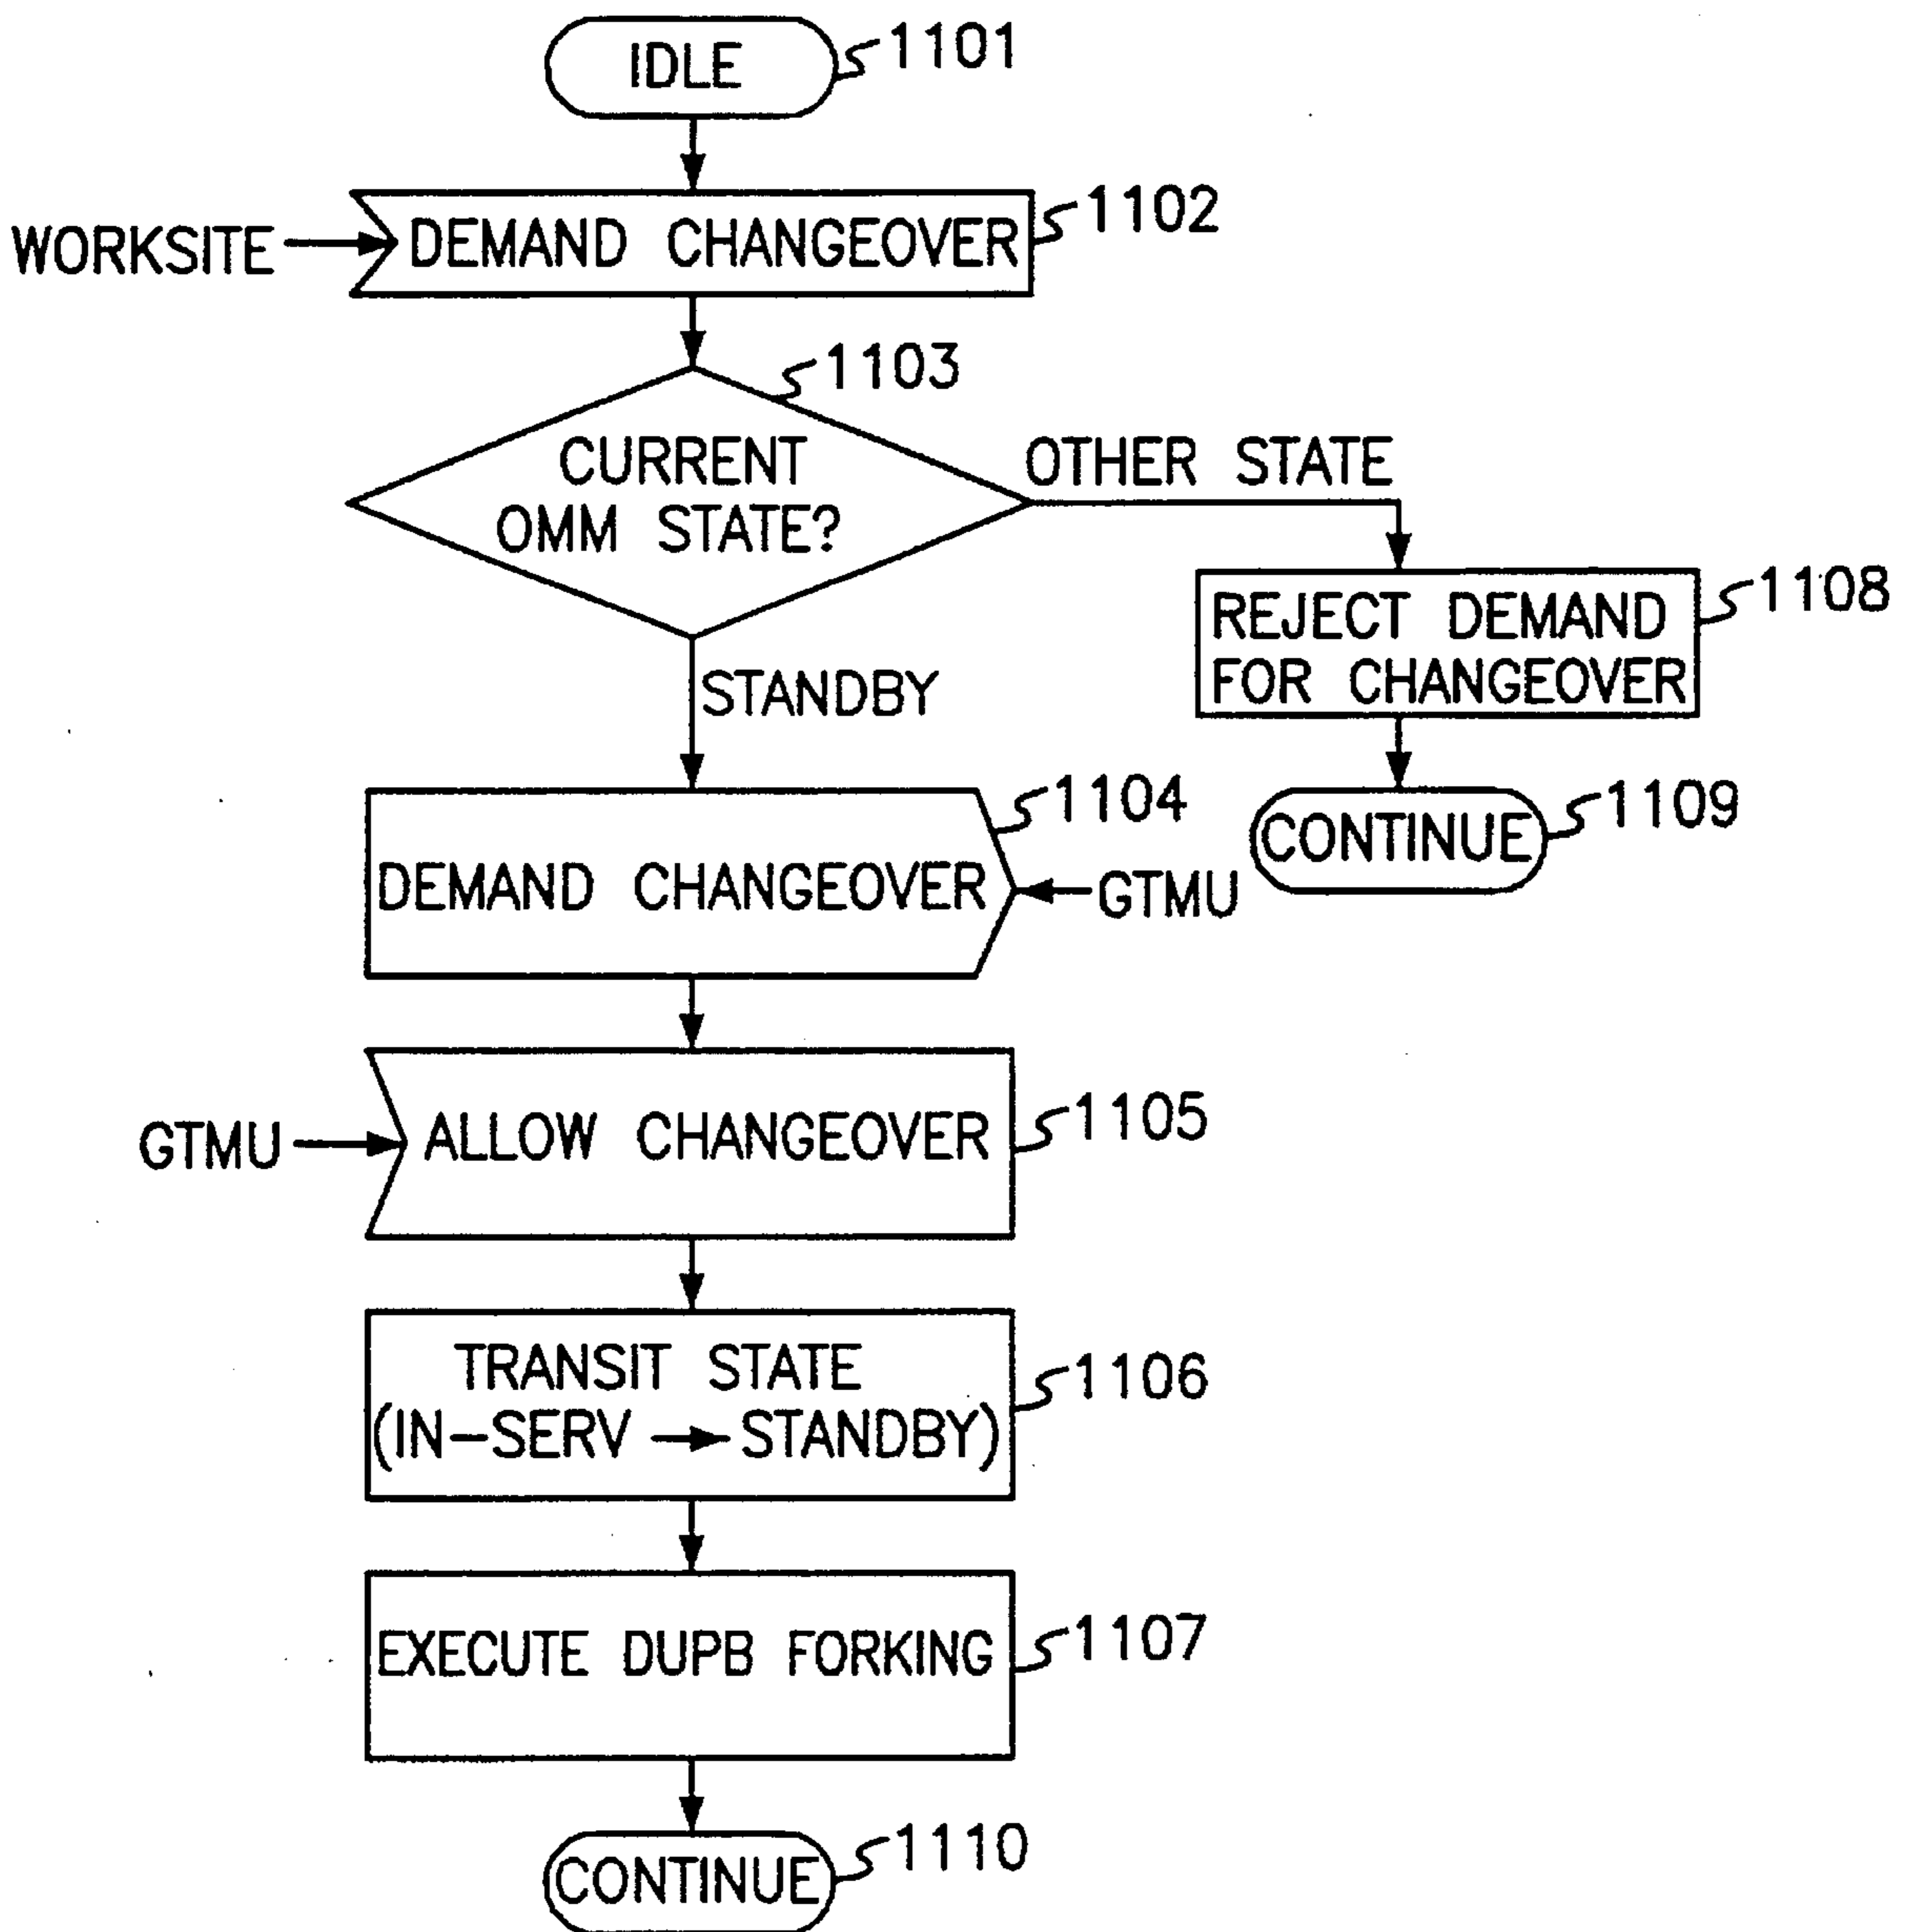 IDLE
1101
WORKSITE
DEMAND CHANGEOVER
1102
1103
CURRENT
OMM STATE?
OTHER STATE
STANDBY
REJECT DEMAND
FOR CHANGEOVER
1108
CONTINUE
1109
1104
DEMAND CHANGEOVER
GTMU
GTMU
ALLOW CHANGEOVER
1105
TRANSIT STATE
(IN-SERV → STANDBY)
1106
EXECUTE DUPB FORKING
1107
CONTINUE
1110